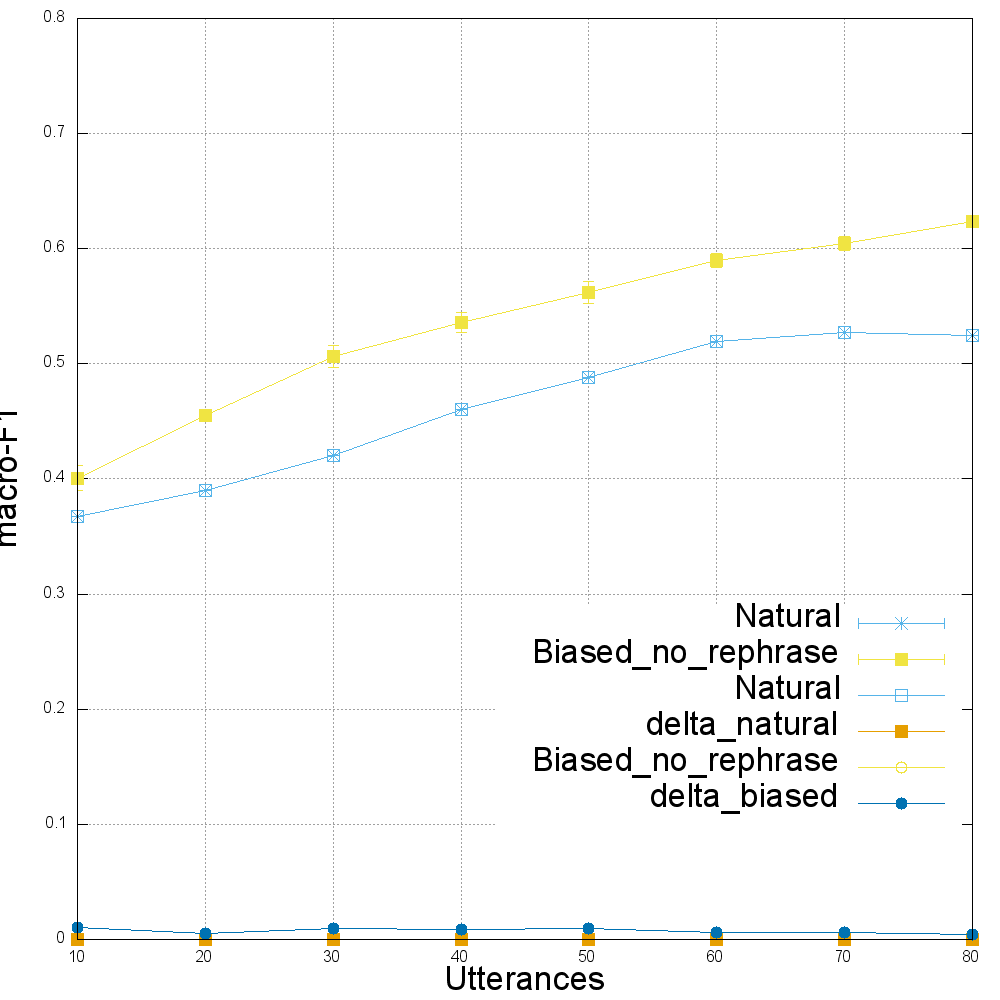 0.8
0.7
0.6
0.5
0.4
0.3
0.2
0.1
0
macro-F1
Natural
Biased_no_rephrase
Natural
delta_natural
Biased_no_rephrase
delta_biased
10 20 30 40 50 60 70 80
Utterances